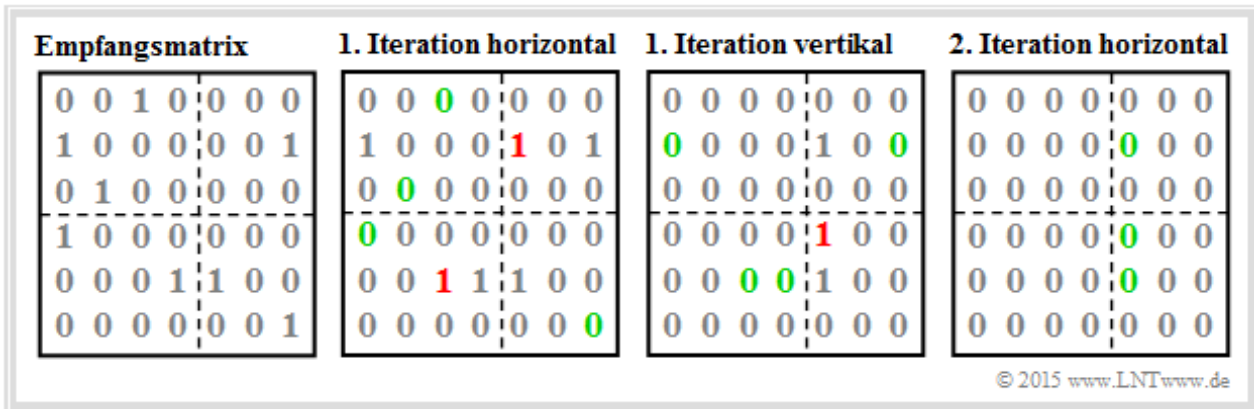 Empfangsmatrix 1. Iteration horizontal 1. Iteration vertikal 2. Iteration horizontal
0 0 1 0 0 0 0 0 0 0 0 0 0 0 0 0 0 0 0 0 0 0 0 0 0 0 0 0
1 0 0 0 0 0 1 1 0 0 0 1 0 1 0 0 0 0 1 0 0 0 0 0 0 0 0 0
0 1 0 0 0 0 0 0 0 0 0 0 0 0 0 0 0 0 0 0 0 0 0 0 0 0 0 0
1 0 0 0 0 0 0 0 0 0 0 0 0 0 0 0 0 0 1 0 0 0 0 0 0 0 0 0
0 0 0 1 1 0 0 0 0 1 1 1 0 0 0 0 0 0 1 0 0 0 0 0 0 0 0 0
0 0 0 0 0 0 1 0 0 0 0 0 0 0 0 0 0 0 0 0 0 0 0 0 0 0 0 0
© 2015 www.LNTwww.de